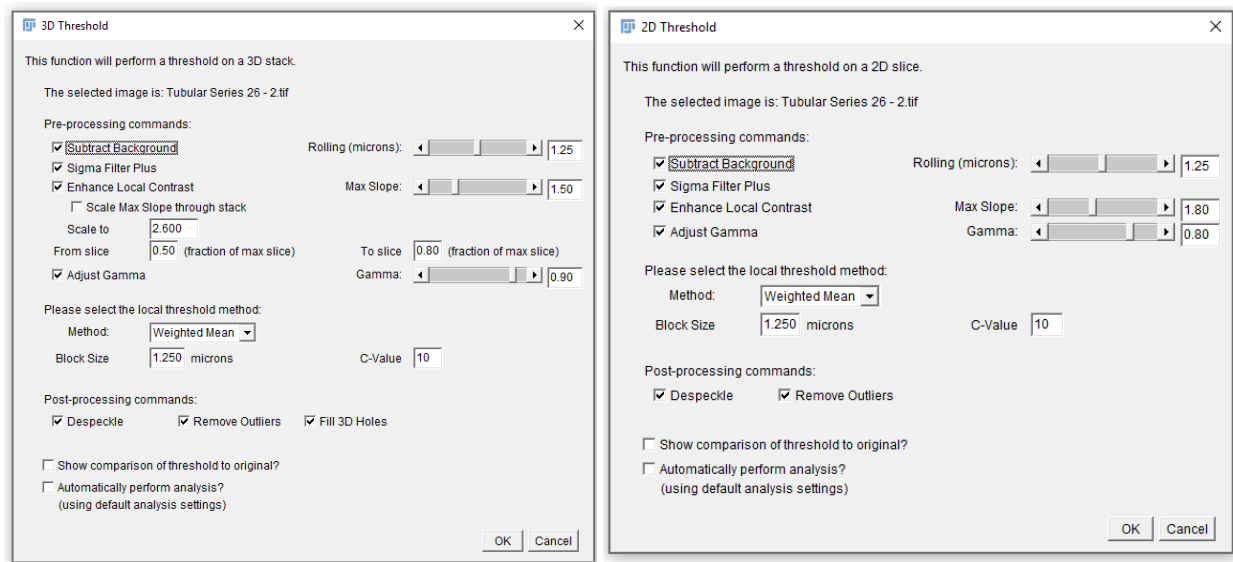 3D Threshold
This function will perform a threshold on a 3D stack.
The selected image is: Tubular Series 26 - 2.tif
Pre-processing commands:
Subtract Background Rolling (microns): 1.25
Sigma Filter Plus
Enhance Local Contrast Max Slope: 1.50
Scale Max Slope through stack
Scale to 2.600
From slice 0.50 (fraction of max slice) To slice 0.80 (fraction of max slice)
Adjust Gamma Gamma: 0.90
Please select the local threshold method:
Method: Weighted Mean
Block Size 1.250 microns C-Value 10
Post-processing commands:
Despeckle Remove Outliers Fill 3D Holes
Show comparison of threshold to original?
Automatically perform analysis?
(using default analysis settings)
OK Cancel
2D Threshold
This function will perform a threshold on a 2D slice.
The selected image is: Tubular Series 26 - 2.tif
Pre-processing commands:
Subtract Background Rolling (microns): 1.25
Sigma Filter Plus
Enhance Local Contrast Max Slope: 1.80
Adjust Gamma Gamma: 0.80
Please select the local threshold method:
Method: Weighted Mean
Block Size 1.250 microns C-Value 10
Post-processing commands:
Despeckle Remove Outliers
Show comparison of threshold to original?
Automatically perform analysis?
(using default analysis settings)
OK Cancel